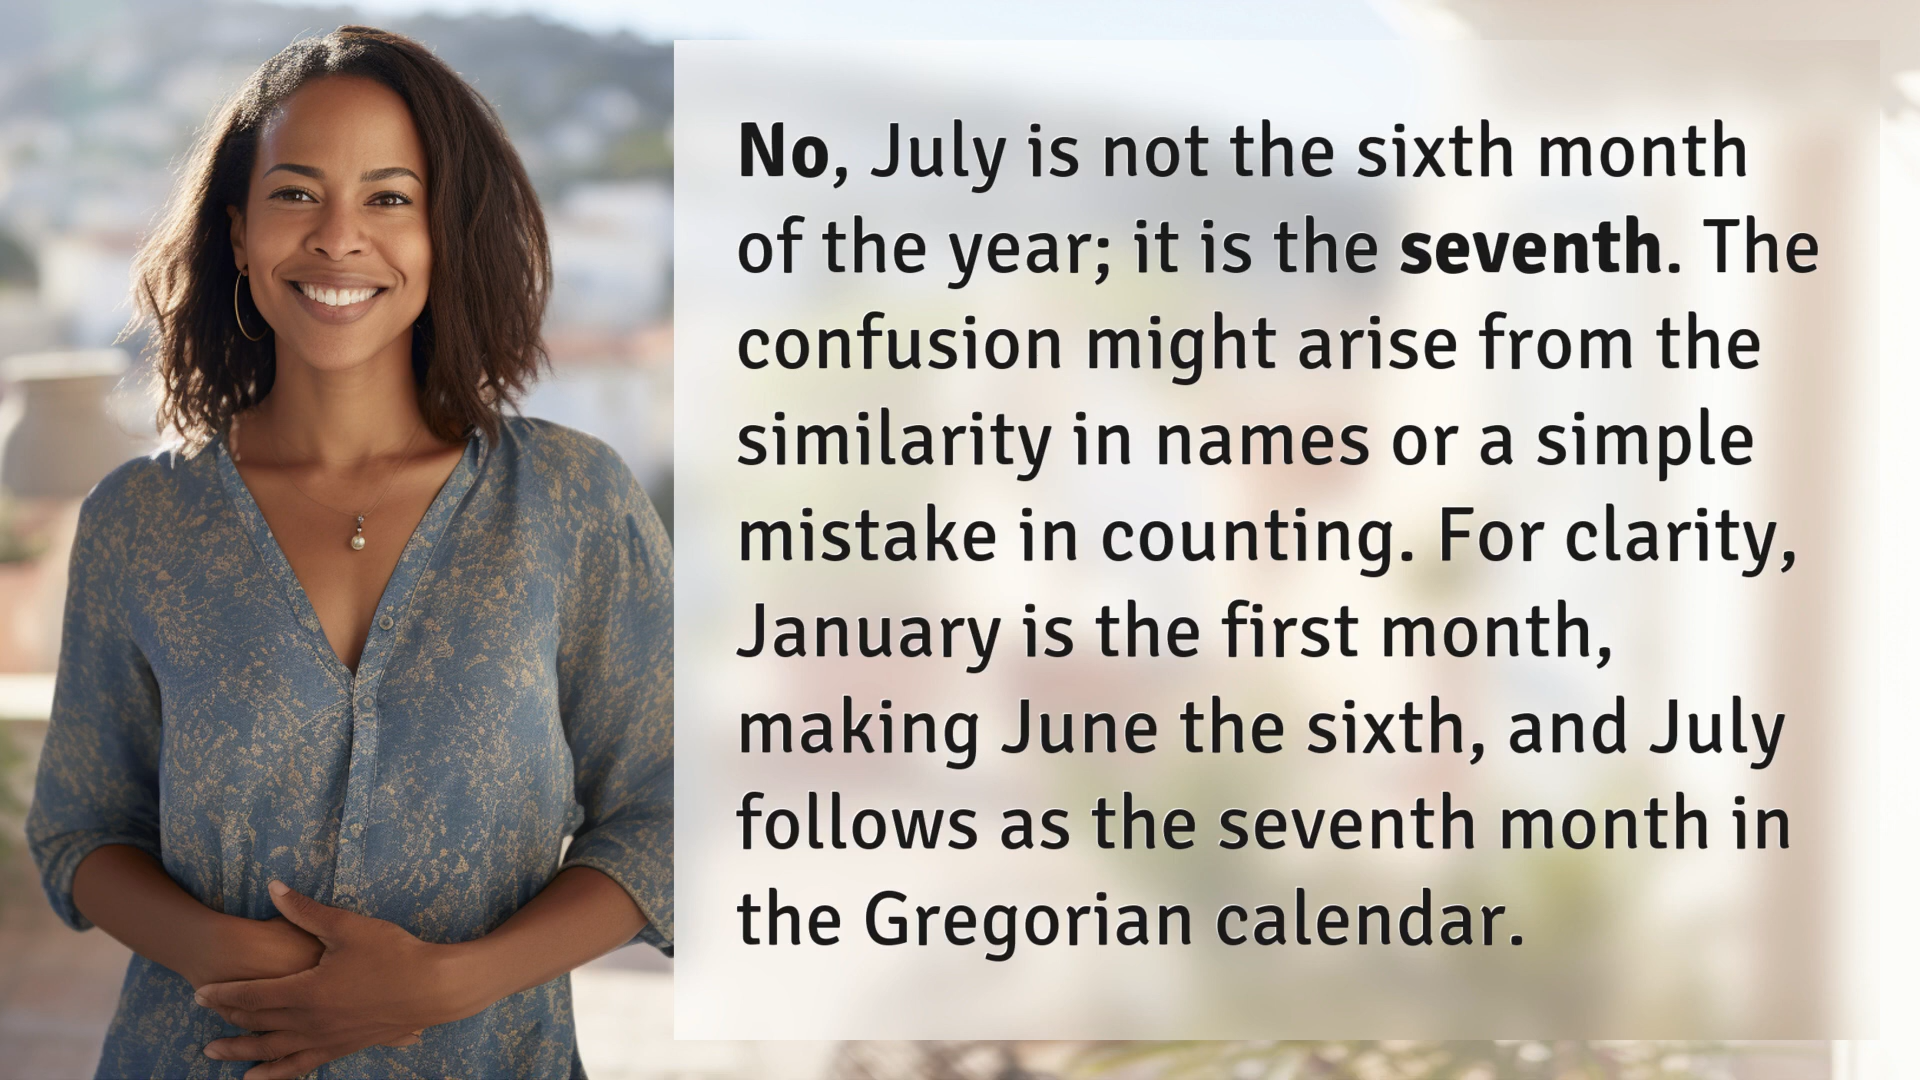 No, July is not the sixth month
of the year; it is the seventh. The
confusion might arise from the
similarity in names or a simple
mistake in counting. For clarity,
January is the first month,
making June the sixth, and July
follows as the seventh month in
the Gregorian calendar.